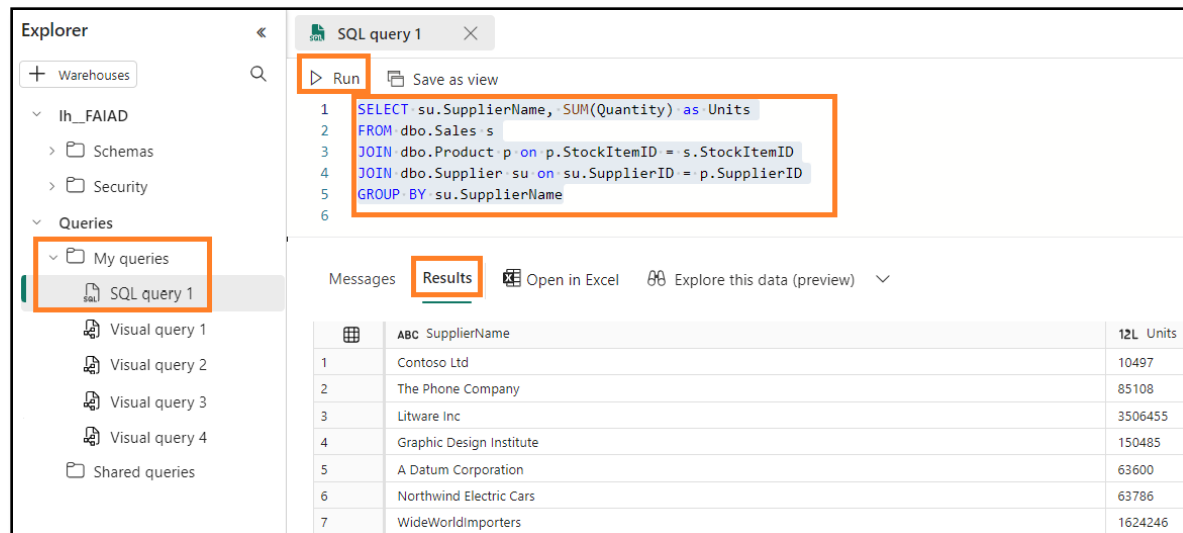 Explorer
+ Warehouses
lh__FAIAD
Schemas
Security
Queries
My queries
SQL query 1
Visual query 1
Visual query 2
Visual query 3
Visual query 4
Shared queries
SQL query 1
Run Save as view
1 SELECT su.SupplierName, SUM(Quantity) as Units
2 FROM dbo.Sales s
3 JOIN dbo.Product p on p.StockItemID = s.StockItemID
4 JOIN dbo.Supplier su on su.SupplierID = p.SupplierID
5 GROUP BY su.SupplierName
6
Messages Results Open in Excel Explore this data (preview)
ABC SupplierName 12L Units
1 Contoso Ltd 10497
2 The Phone Company 85108
3 Litware Inc 3506455
4 Graphic Design Institute 150485
5 A Datum Corporation 63600
6 Northwind Electric Cars 63786
7 WideWorldImporters 1624246